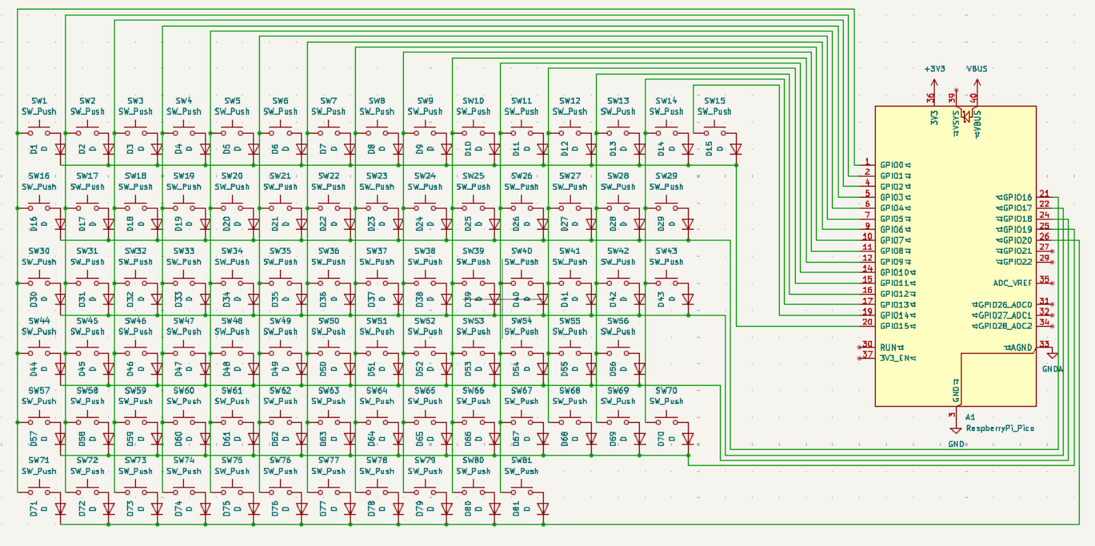 SW1 SW2 SW3 SW4 SW5 SW6 SW7 SW8 SW9 SW10 SW11 SW12 SW13 SW14 SW15
SW_Push SW_Push SW_Push SW_Push SW_Push SW_Push SW_Push SW_Push SW_Push SW_Push SW_Push SW_Push SW_Push SW_Push SW_Push
D1 D D2 D D3 D D4 D D5 D D6 D D7 D D8 D D9 D D10 D D11 D D12 D D13 D D14 D D15 D
SW16 SW17 SW18 SW19 SW20 SW21 SW22 SW23 SW24 SW25 SW26 SW27 SW28 SW29
SW_Push SW_Push SW_Push SW_Push SW_Push SW_Push SW_Push SW_Push SW_Push SW_Push SW_Push SW_Push SW_Push SW_Push
D16 D D17 D D18 D D19 D D20 D D21 D D22 D D23 D D24 D D25 D D26 D D27 D D28 D D29 D
SW30 SW31 SW32 SW33 SW34 SW35 SW36 SW37 SW38 SW39 SW40 SW41 SW42 SW43
SW_Push SW_Push SW_Push SW_Push SW_Push SW_Push SW_Push SW_Push SW_Push SW_Push SW_Push SW_Push SW_Push SW_Push
D30 D D31 D D32 D D33 D D34 D D35 D D36 D D37 D D38 D D39 D D40 D D41 D D42 D D43 D
SW44 SW45 SW46 SW47 SW48 SW49 SW50 SW51 SW52 SW53 SW54 SW55 SW56
SW_Push SW_Push SW_Push SW_Push SW_Push SW_Push SW_Push SW_Push SW_Push SW_Push SW_Push SW_Push SW_Push
D44 D D45 D D46 D D47 D D48 D D49 D D50 D D51 D D52 D D53 D D54 D D55 D D56 D
SW57 SW58 SW59 SW60 SW61 SW62 SW63 SW64 SW65 SW66 SW67 SW68 SW69 SW70
SW_Push SW_Push SW_Push SW_Push SW_Push SW_Push SW_Push SW_Push SW_Push SW_Push SW_Push SW_Push SW_Push SW_Push
D57 D D58 D D59 D D60 D D61 D D62 D D63 D D64 D D65 D D66 D D67 D D68 D D69 D D70 D
SW71 SW72 SW73 SW74 SW75 SW76 SW77 SW78 SW79 SW80 SW81
SW_Push SW_Push SW_Push SW_Push SW_Push SW_Push SW_Push SW_Push SW_Push SW_Push SW_Push
D71 D D72 D D73 D D74 D D75 D D76 D D77 D D78 D D79 D D80 D D81 D
+3V3 VBUS
36 39 40
3V3 VSYS VBUS
1 GPIO0
2 GPIO1
4 GPIO2
5 GPIO3
6 GPIO4
7 GPIO5
9 GPIO6
10 GPIO7
11 GPIO8
12 GPIO9
14 GPIO10
15 GPIO11
16 GPIO12
17 GPIO13
19 GPIO14
20 GPIO15
30 RUN
37 3V3_EN
GPIO16 21
GPIO17 22
GPIO18 24
GPIO19 25
GPIO20 26
GPIO21 27
GPIO22 29
ADC_VREF 35
GPIO26_ADC0 31
GPIO27_ADC1 32
GPIO28_ADC2 34
AGND 33
GNDA
GND
3
GND
A1
RaspberryPi_Pico